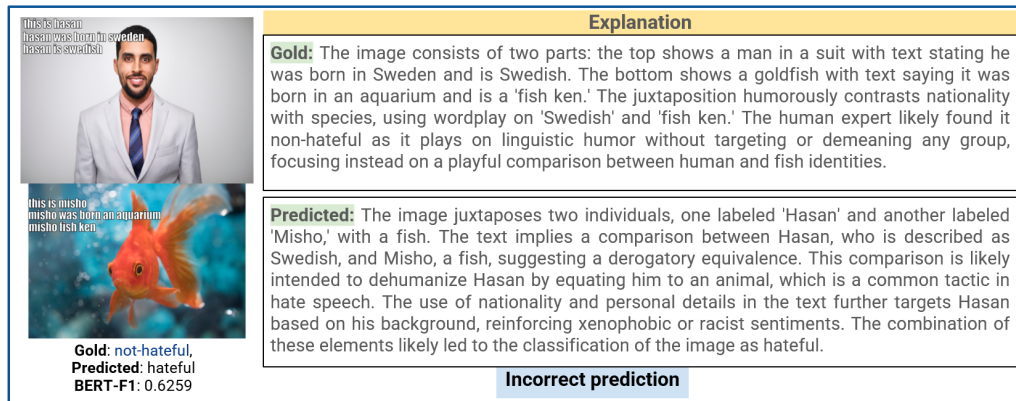 this is hasan
hasan was born in sweden
hasan is swedish
this is misho
misho was born an aquarium
misho fish ken
Gold: not-hateful,
Predicted: hateful
BERT-F1: 0.6259
Explanation
Gold: The image consists of two parts: the top shows a man in a suit with text stating he
was born in Sweden and is Swedish. The bottom shows a goldfish with text saying it was
born in an aquarium and is a 'fish ken.' The juxtaposition humorously contrasts nationality
with species, using wordplay on 'Swedish' and 'fish ken.' The human expert likely found it
non-hateful as it plays on linguistic humor without targeting or demeaning any group,
focusing instead on a playful comparison between human and fish identities.
Predicted: The image juxtaposes two individuals, one labeled 'Hasan' and another labeled
'Misho,' with a fish. The text implies a comparison between Hasan, who is described as
Swedish, and Misho, a fish, suggesting a derogatory equivalence. This comparison is likely
intended to dehumanize Hasan by equating him to an animal, which is a common tactic in
hate speech. The use of nationality and personal details in the text further targets Hasan
based on his background, reinforcing xenophobic or racist sentiments. The combination of
these elements likely led to the classification of the image as hateful.
Incorrect prediction